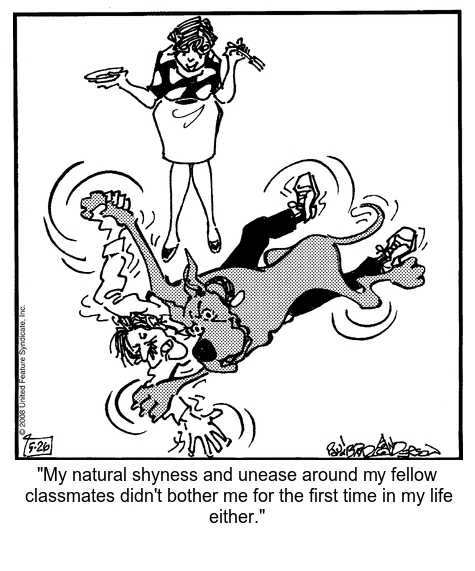 © 2008 United Feature Syndicate, Inc.
5-26
"My natural shyness and unease around my fellow
classmates didn't bother me for the first time in my life
either."